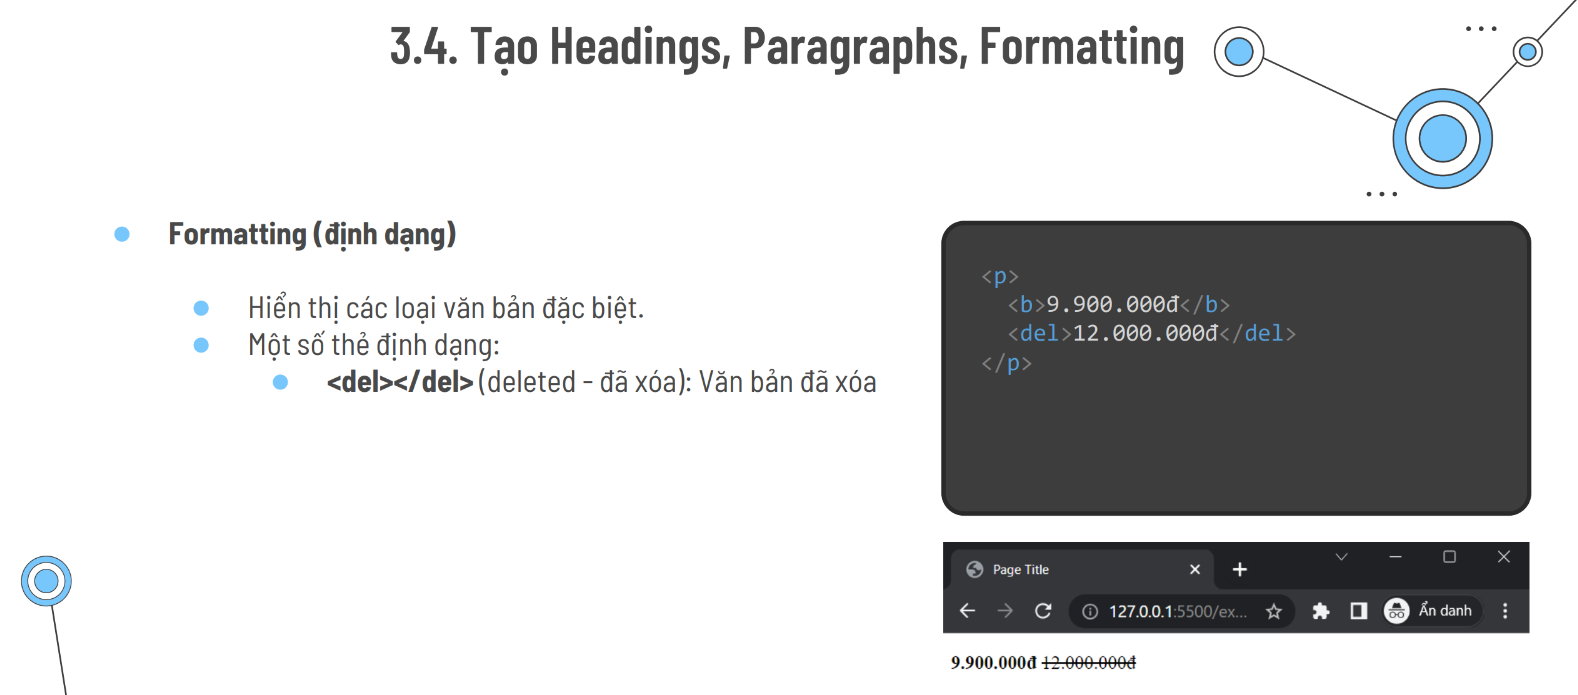 3.4. Tạo Headings, Paragraphs, Formatting
Formatting (định dạng)
Hiển thị các loại văn bản đặc biệt.
Một số thẻ định dạng:
<del></del> (deleted - đã xóa): Văn bản đã xóa
<p>
<b>9.900.000đ</b>
<del>12.000.000đ</del>
</p>
Page Title
127.0.0.1:5500/ex...
Ẩn danh
9.900.000đ 12.000.000đ